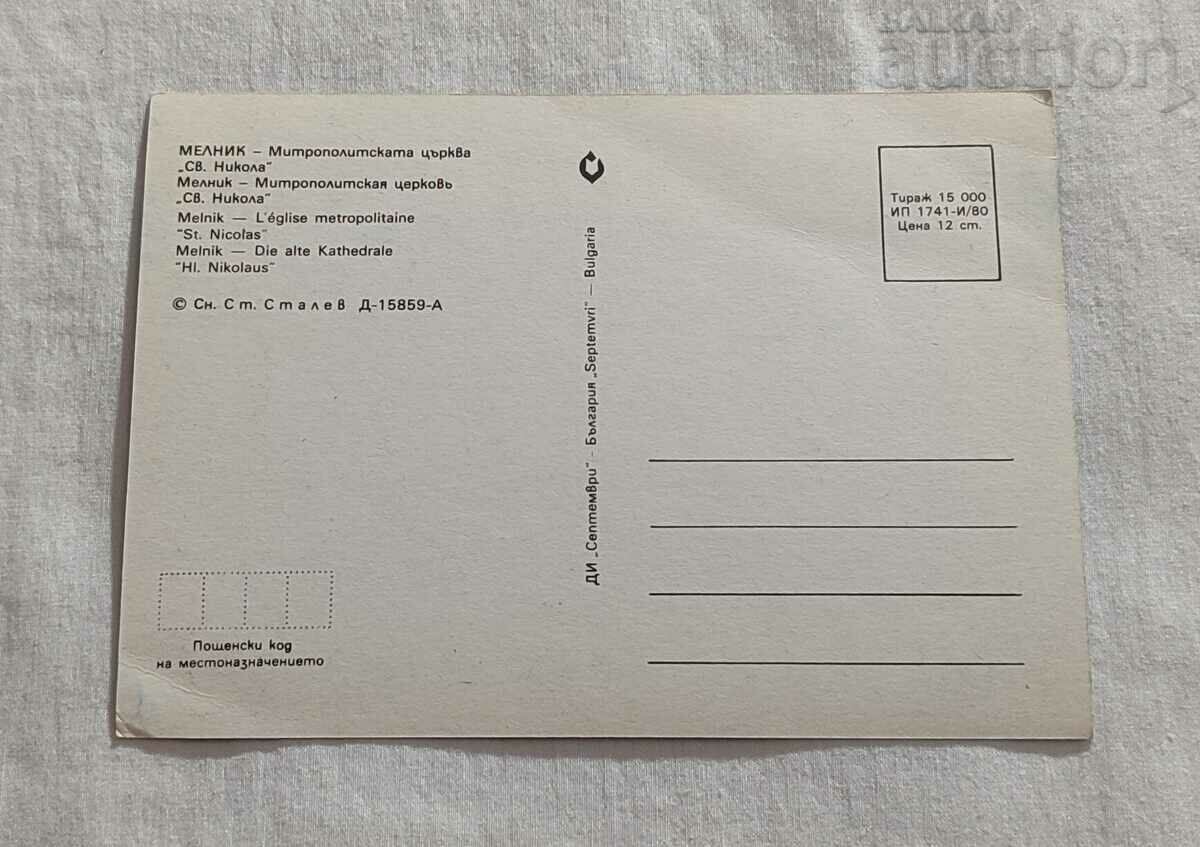 МЕЛНИК – Митрополитската църква
„Св. Никола"
Мелник – Митрополитская церковь
„Св. Никола"
Melnik — L'église metropolitaine
"St. Nicolas"
Melnik — Die alte Kathedrale
"Hl. Nikolaus"
© Сн. Ст. Сталев Д-15859-А
ДИ „Септември" - България „Septemvri" – Bulgaria
Тираж 15 000
ИП 1741-И/80
Цена 12 ст.
Пощенски код
на местоназначението
BALKAN
auction